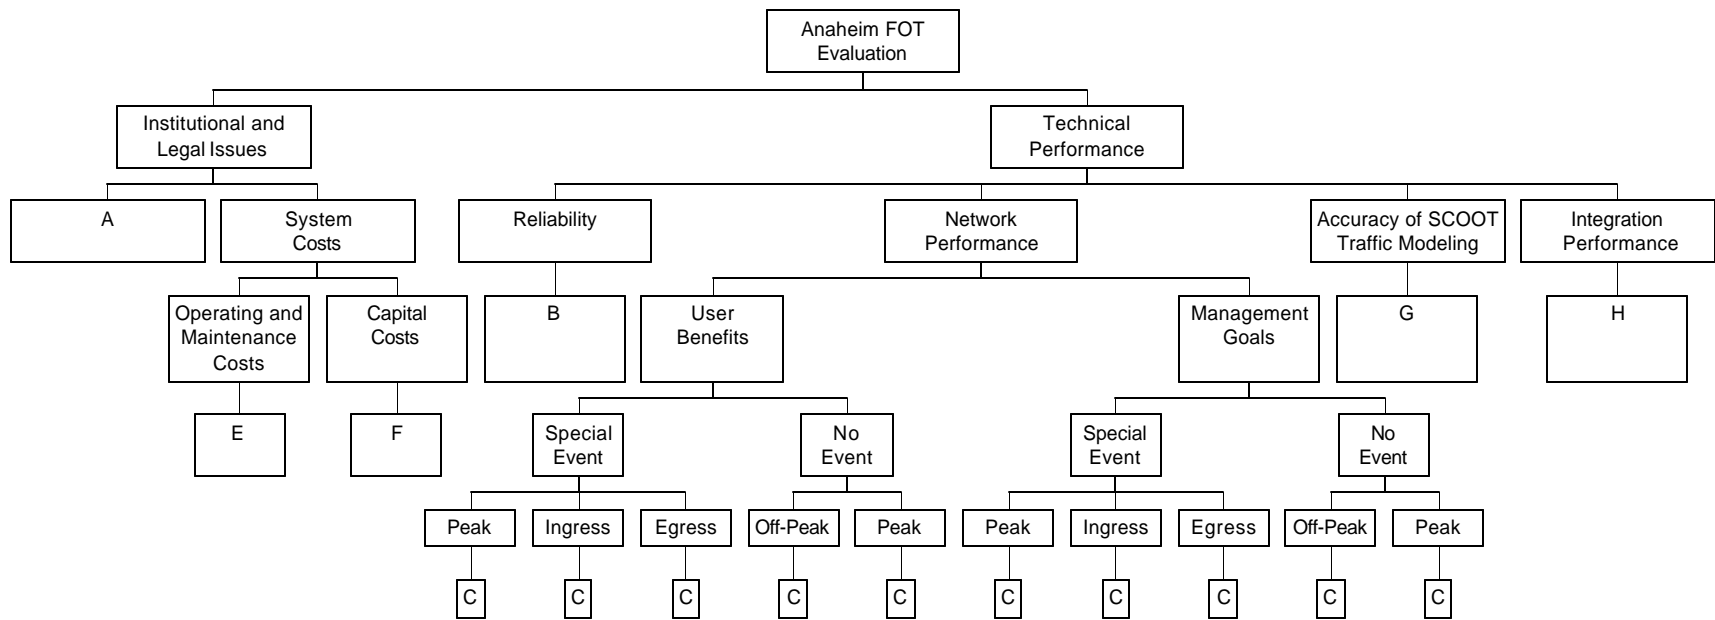 Anaheim FOT
Evaluation
Institutional and
Legal Issues
Technical
Performance
A
System
Costs
Reliability
Network
Performance
Accuracy of SCOOT
Traffic Modeling
Integration
Performance
Operating and
Maintenance
Costs
Capital
Costs
B
User
Benefits
Management
Goals
G
H
E
F
Special
Event
No
Event
Special
Event
No
Event
Peak
Ingress
Egress
Off-Peak
Peak
Peak
Ingress
Egress
Off-Peak
Peak
C
C
C
C
C
C
C
C
C
C